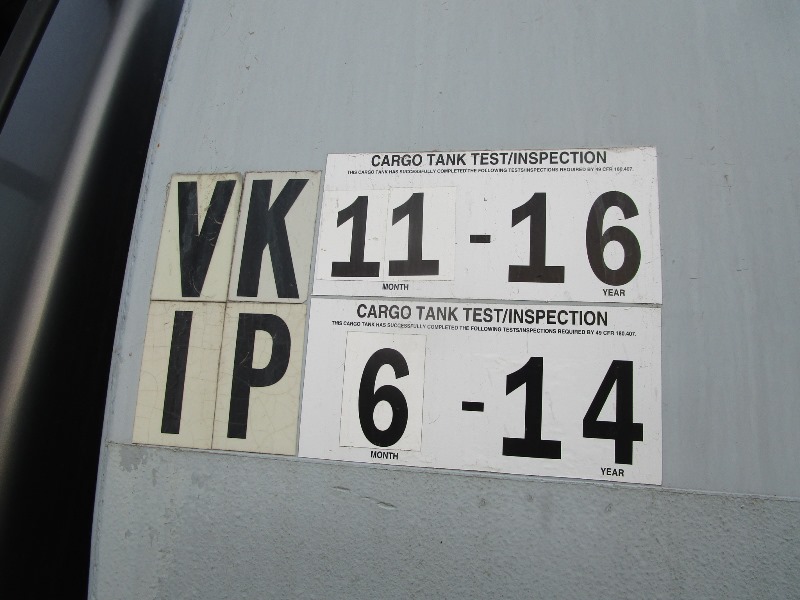 VK
CARGO TANK TEST/INSPECTION
THIS CARGO TANK HAS SUCCESSFULLY COMPLETED THE FOLLOWING TESTS/INSPECTIONS REQUIRED BY 49 CFR 180.407.
11 - 16
MONTH YEAR
IP
CARGO TANK TEST/INSPECTION
THIS CARGO TANK HAS SUCCESSFULLY COMPLETED THE FOLLOWING TESTS/INSPECTIONS REQUIRED BY 49 CFR 180.407.
6 - 14
MONTH YEAR